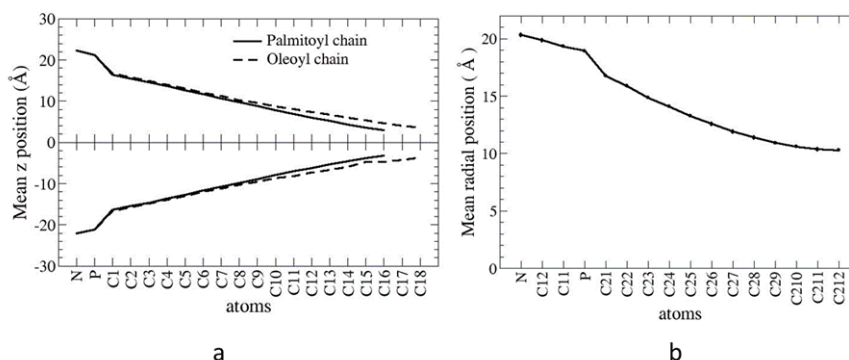 Mean z position (Å)
30
20
10
0
-10
-20
-30
Palmitoyl chain
Oleoyl chain
N P C1 C2 C3 C4 C5 C6 C7 C8 C9 C10 C11 C12 C13 C14 C15 C16 C17 C18
atoms
a
Mean radial position ( Å )
20
15
10
5
0
N C12 C11 P C21 C22 C23 C24 C25 C26 C27 C28 C29 C210 C211 C212
atoms
b